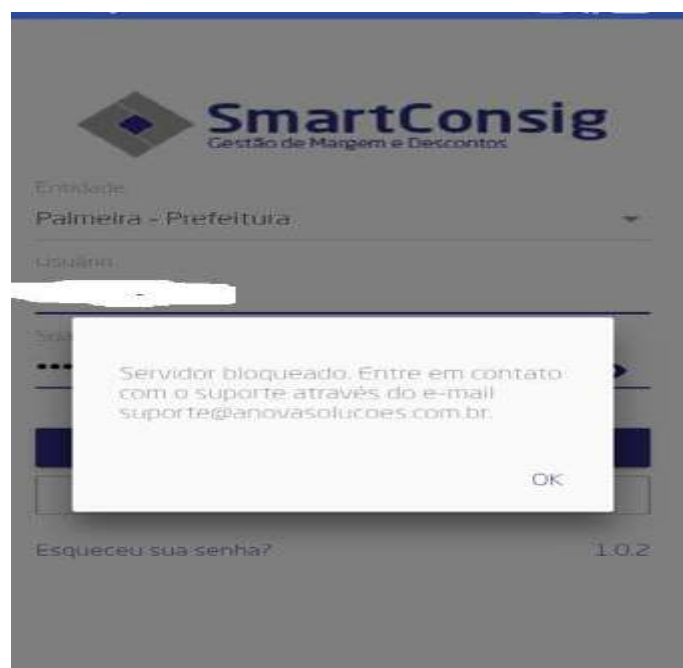 SmartConsig
Gestão de Margem e Descontos
Entidade
Palmeira - Prefeitura
Usuário
Servidor bloqueado. Entre em contato
com o suporte através do e-mail
suporte@anovasolucoes.com.br.
OK
Esqueceu sua senha?
1.0.2